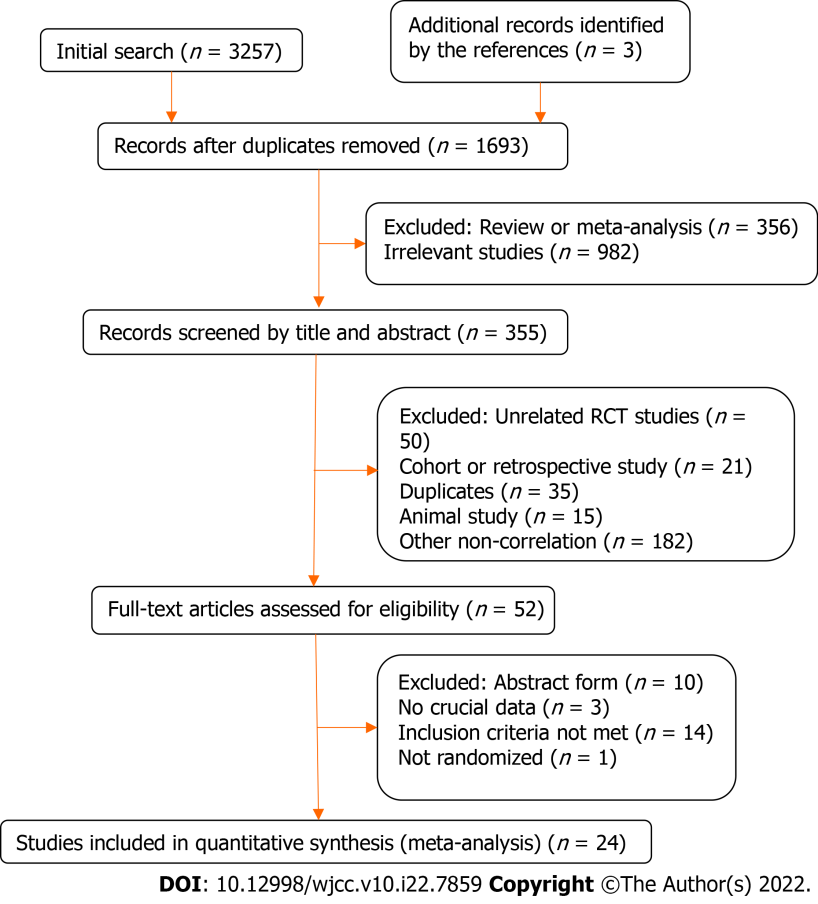 Initial search (n = 3257)
Additional records identified
by the references (n = 3)
Records after duplicates removed (n = 1693)
Excluded: Review or meta-analysis (n = 356)
Irrelevant studies (n = 982)
Records screened by title and abstract (n = 355)
Excluded: Unrelated RCT studies (n =
50)
Cohort or retrospective study (n = 21)
Duplicates (n = 35)
Animal study (n = 15)
Other non-correlation (n = 182)
Full-text articles assessed for eligibility (n = 52)
Excluded: Abstract form (n = 10)
No crucial data (n = 3)
Inclusion criteria not met (n = 14)
Not randomized (n = 1)
Studies included in quantitative synthesis (meta-analysis) (n = 24)
DOI: 10.12998/wjcc.v10.i22.7859 Copyright ©The Author(s) 2022.